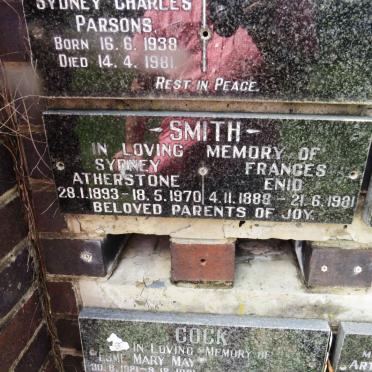 SYDNEY CHARLES
PARSONS.
BORN 16. 6. 1938
DIED 14. 4. 1981
REST IN PEACE.
- SMITH -
IN LOVING MEMORY OF
SYDNEY FRANCES
ATHERSTONE ENID
28.1.1893 - 18.5.1970 4.11.1888 - 21.6.1981
BELOVED PARENTS OF JOY.
COCK
IN LOVING MEMORY OF
ESME MARY MAY